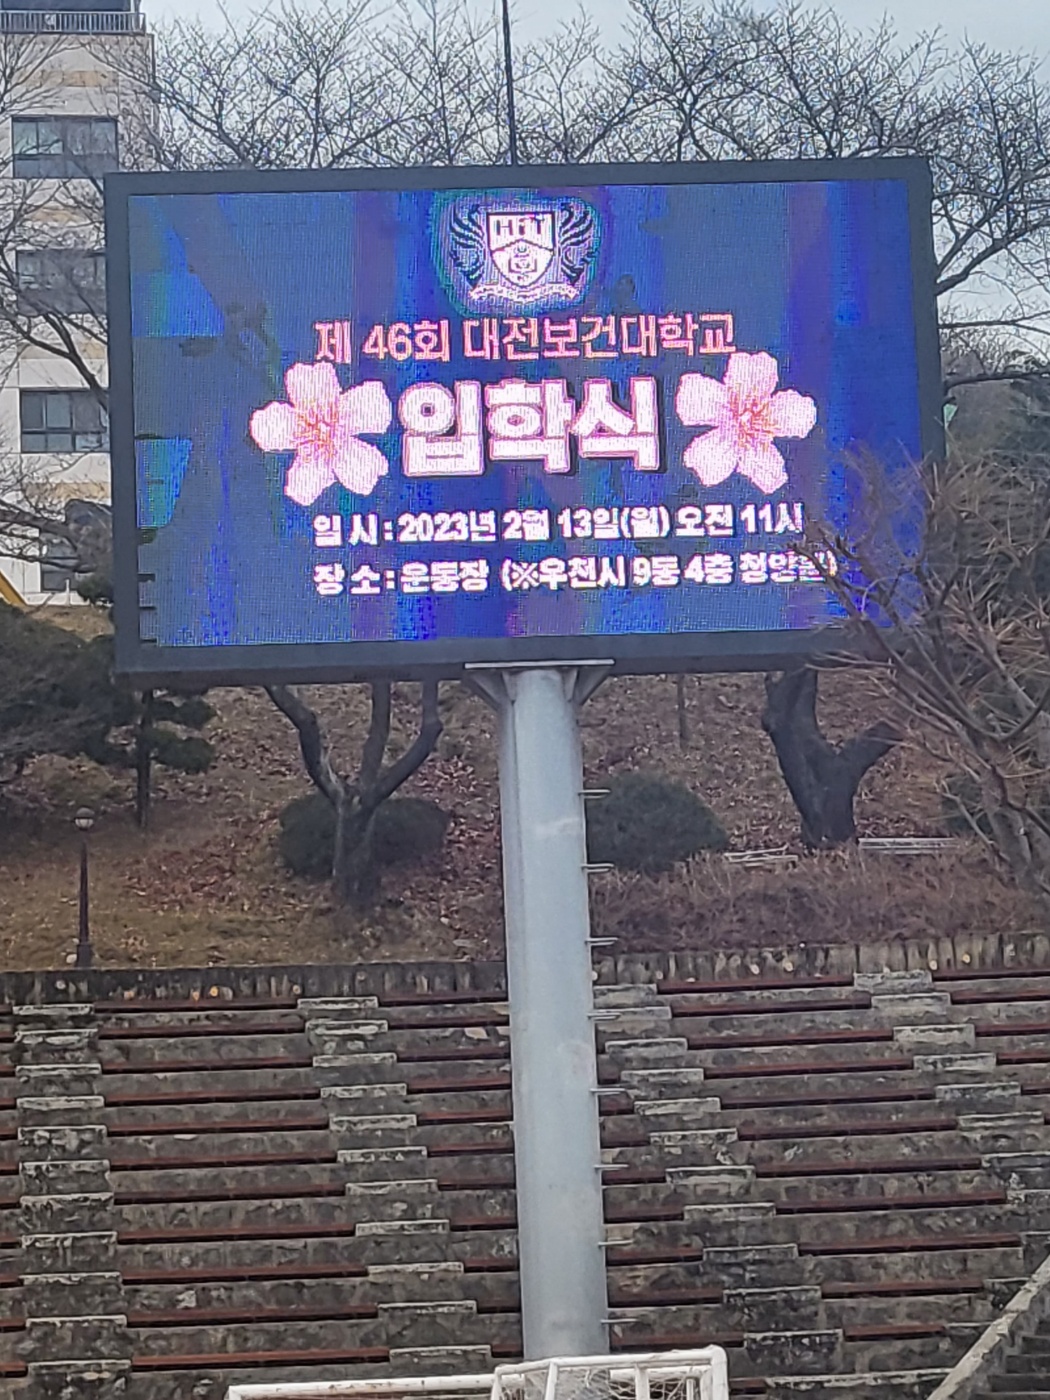 HiT
제 46회 대전보건대학교
입학식
일 시 : 2023년 2월 13일(월) 오전 11시
장 소 : 운동장 (※우천시 9동 4층 청양홀)